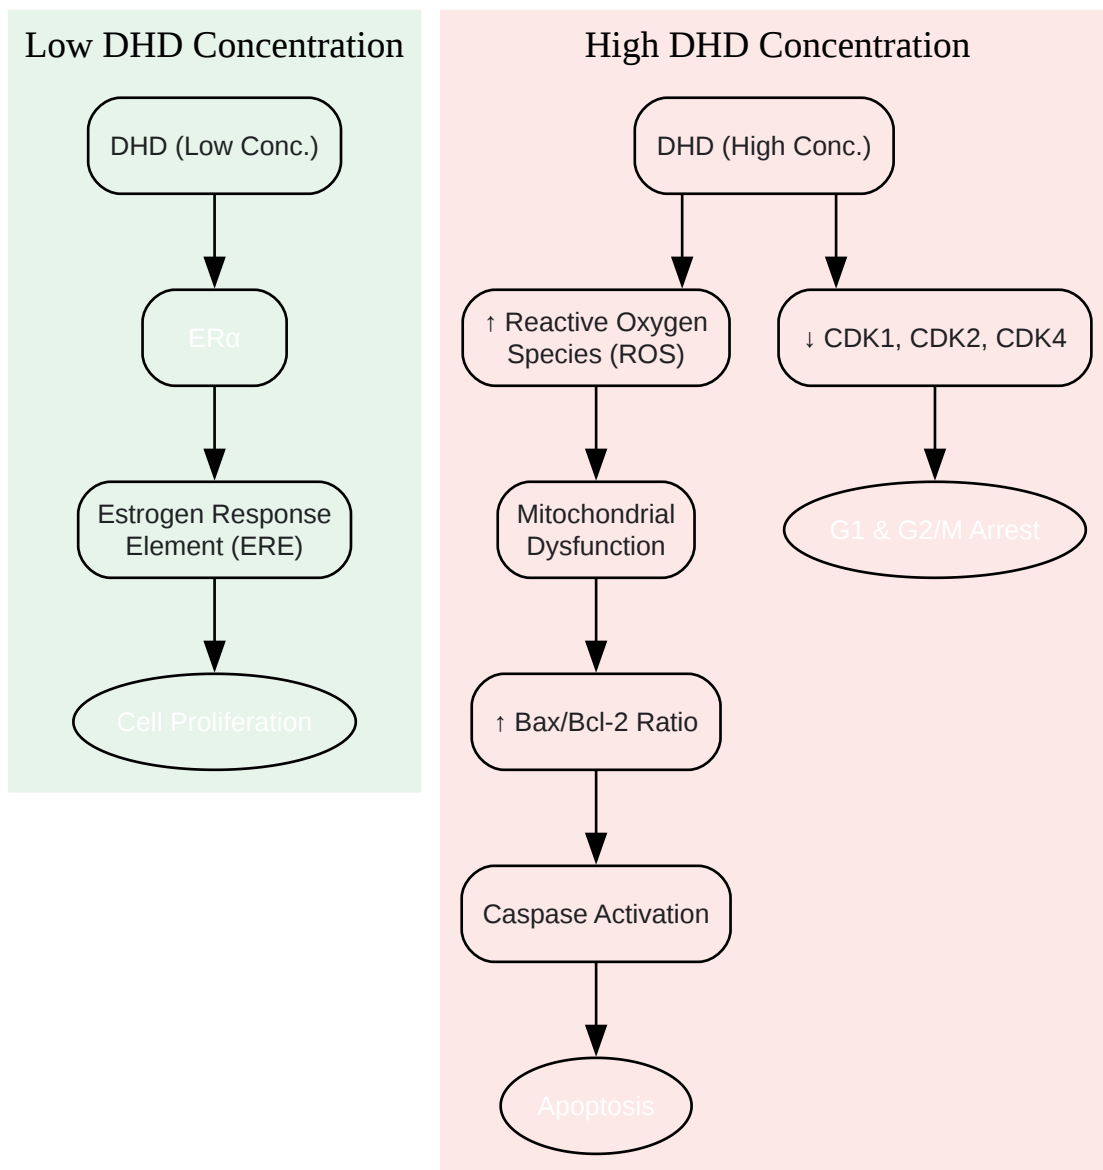 Low DHD Concentration
DHD (Low Conc.)
ERα
Estrogen Response
Element (ERE)
Cell Proliferation
High DHD Concentration
DHD (High Conc.)
↑ Reactive Oxygen
Species (ROS)
Mitochondrial
Dysfunction
↑ Bax/Bcl-2 Ratio
Caspase Activation
Apoptosis
↓ CDK1, CDK2, CDK4
G1 & G2/M Arrest